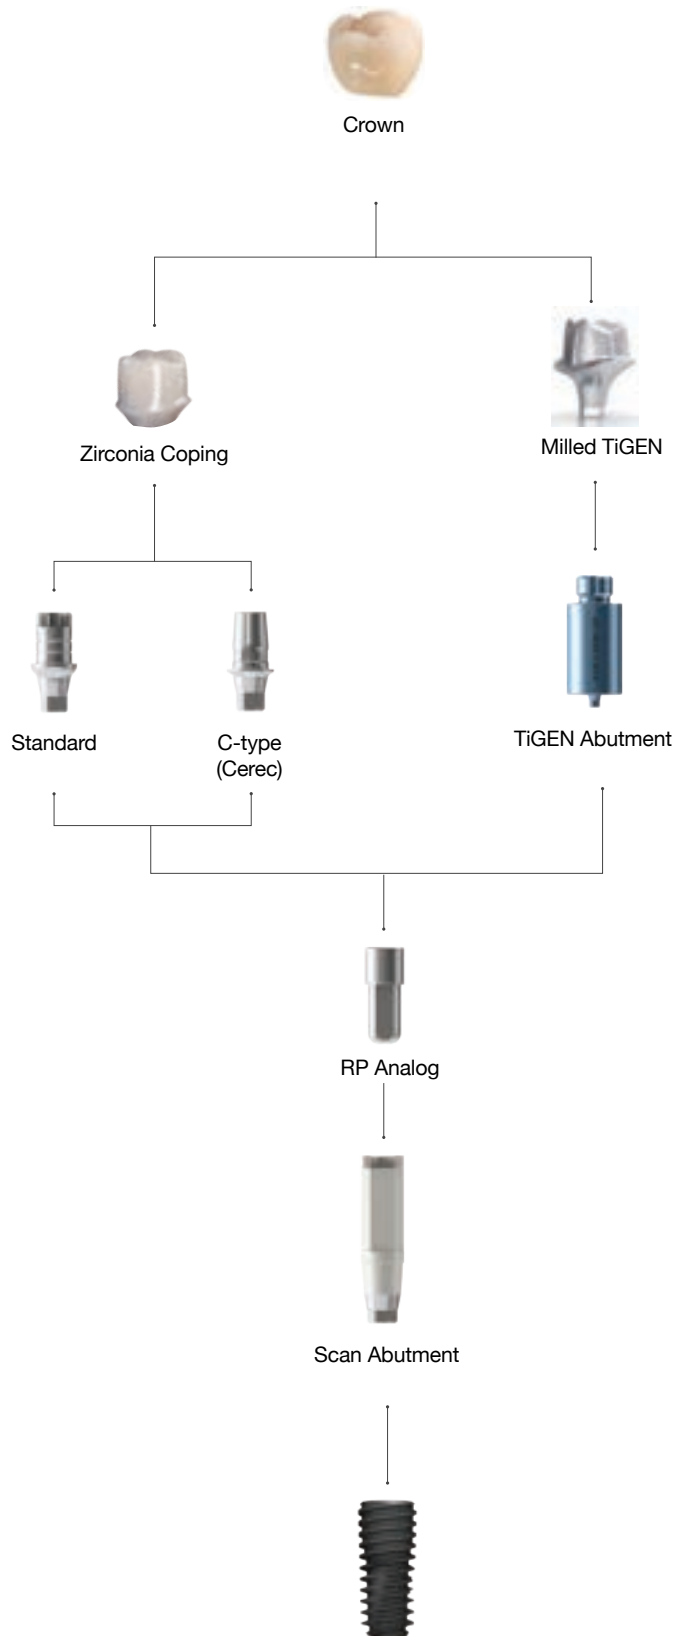 Crown
Zirconia Coping
Milled TiGEN
Standard
C-type
(Cerec)
TiGEN Abutment
RP Analog
Scan Abutment